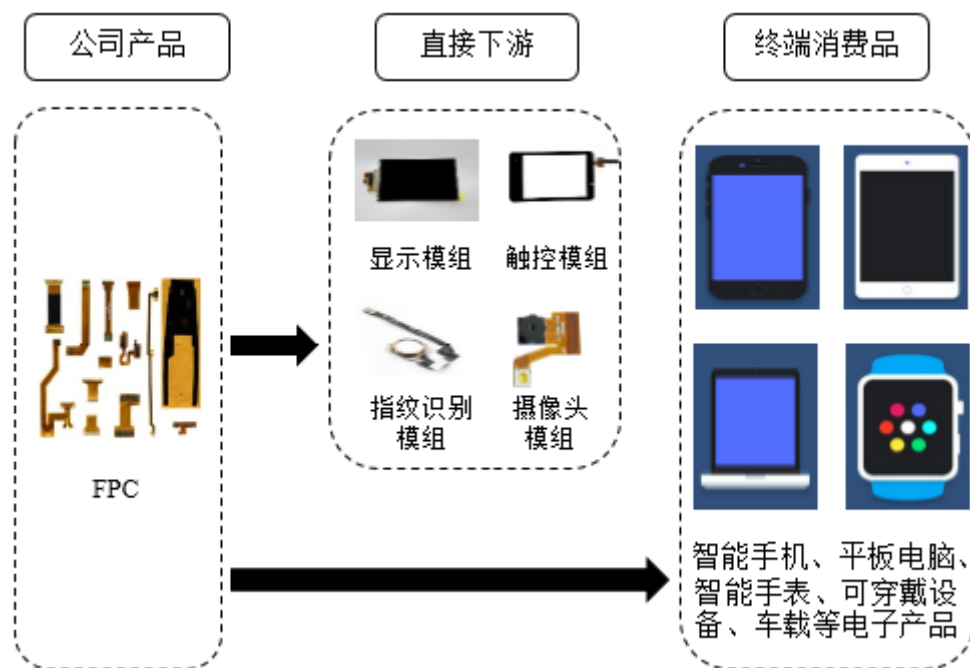 公司产品
直接下游
终端消费品
显示模组
触控模组
指纹识别
模组
摄像头
模组
FPC
智能手机、平板电脑、
智能手表、可穿戴设
备、车载等电子产品